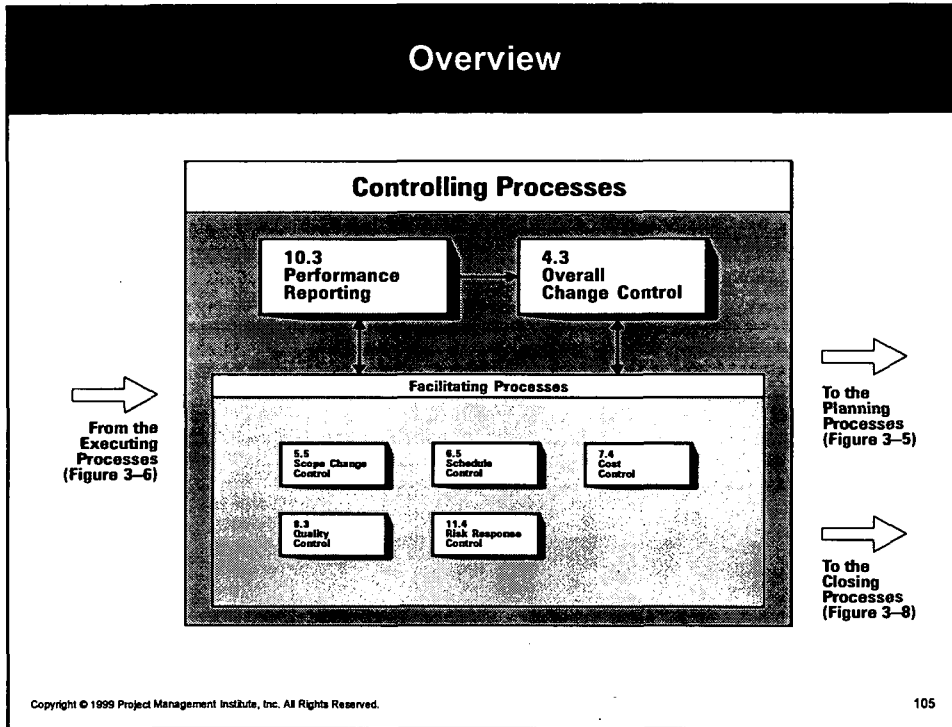 Overview
Controlling Processes
10.3
Performance
Reporting
4.3
Overall
Change Control
Facilitating Processes
From the
Executing
Processes
(Figure 3–6)
5.5
Scope Change
Control
6.5
Schedule
Control
7.4
Cost
Control
8.3
Quality
Control
11.4
Risk Response
Control
To the
Planning
Processes
(Figure 3–5)
To the
Closing
Processes
(Figure 3–8)
Copyright © 1999 Project Management Institute, Inc. All Rights Reserved.
105